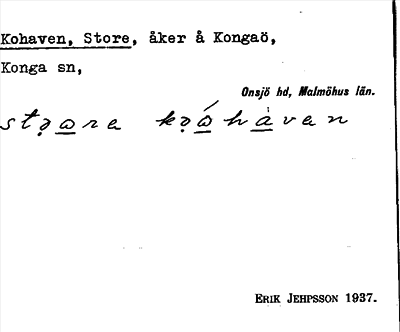 Kohaven, Store, åker å Kongaö,
Konga sn,
Onsjö hd, Malmöhus län.
ERIK JEHPSSON 1937.